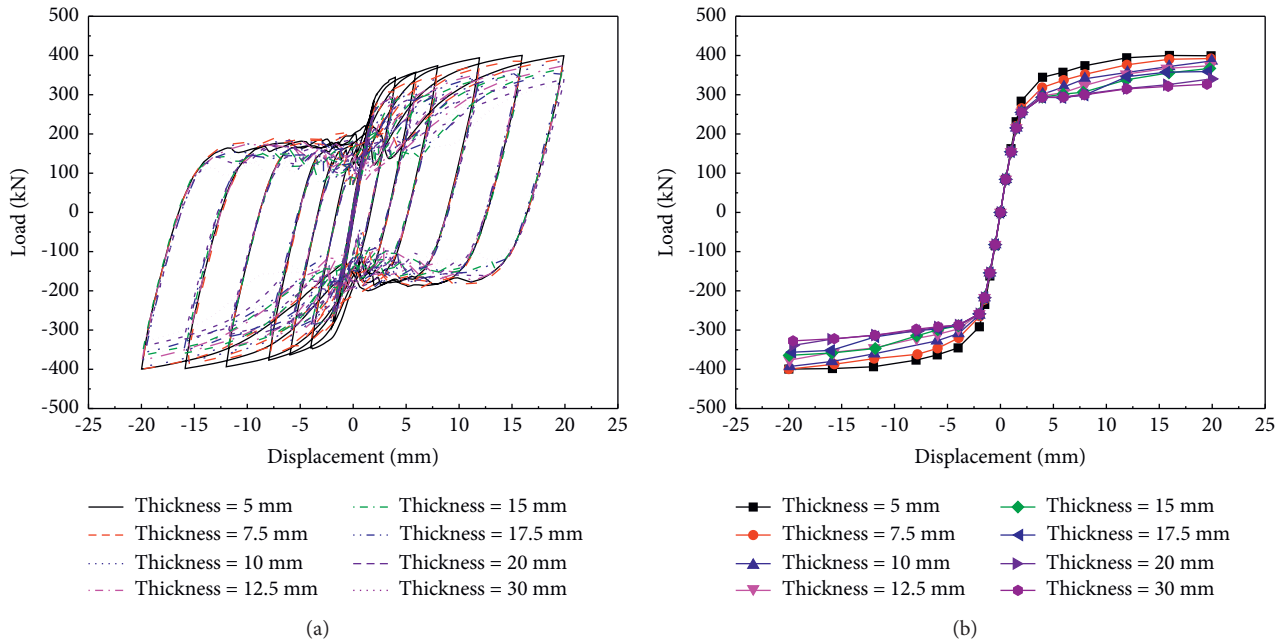 500
400
300
200
100
0
-100
-200
-300
-400
-500
Load (kN)
-25 -20 -15 -10 -5 0 5 10 15 20 25
Displacement (mm)
Thickness = 5 mm
Thickness = 7.5 mm
Thickness = 10 mm
Thickness = 12.5 mm
Thickness = 15 mm
Thickness = 17.5 mm
Thickness = 20 mm
Thickness = 30 mm
(a)
500
400
300
200
100
0
-100
-200
-300
-400
-500
Load (kN)
-25 -20 -15 -10 -5 0 5 10 15 20 25
Displacement (mm)
Thickness = 5 mm
Thickness = 7.5 mm
Thickness = 10 mm
Thickness = 12.5 mm
Thickness = 15 mm
Thickness = 17.5 mm
Thickness = 20 mm
Thickness = 30 mm
(b)